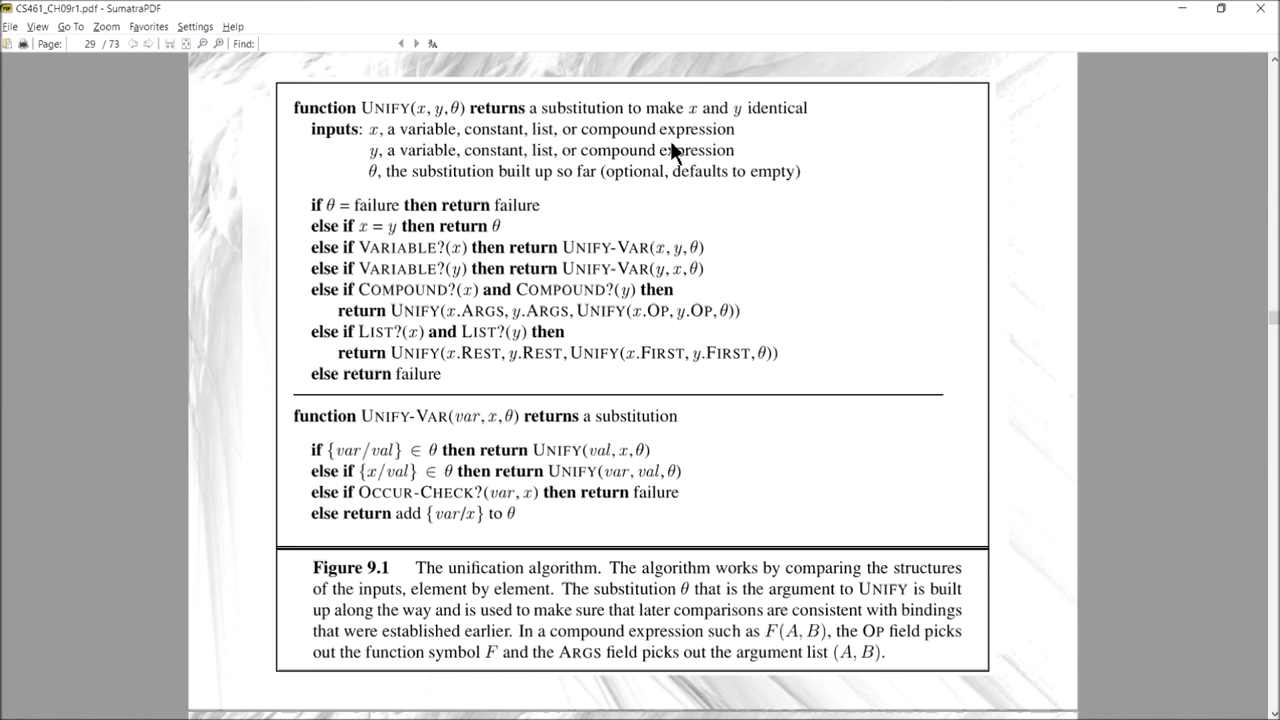 CS461_CH09r1.pdf - SumatraPDF
File View Go To Zoom Favorites Settings Help
Page: 29 / 73 Find:
function UNIFY(x, y, θ) returns a substitution to make x and y identical
inputs: x, a variable, constant, list, or compound expression
y, a variable, constant, list, or compound expression
θ, the substitution built up so far (optional, defaults to empty)
if θ = failure then return failure
else if x = y then return θ
else if VARIABLE?(x) then return UNIFY-VAR(x, y, θ)
else if VARIABLE?(y) then return UNIFY-VAR(y, x, θ)
else if COMPOUND?(x) and COMPOUND?(y) then
return UNIFY(x.ARGS, y.ARGS, UNIFY(x.OP, y.OP, θ))
else if LIST?(x) and LIST?(y) then
return UNIFY(x.REST, y.REST, UNIFY(x.FIRST, y.FIRST, θ))
else return failure
function UNIFY-VAR(var, x, θ) returns a substitution
if {var/val} ∈ θ then return UNIFY(val, x, θ)
else if {x/val} ∈ θ then return UNIFY(var, val, θ)
else if OCCUR-CHECK?(var, x) then return failure
else return add {var/x} to θ
Figure 9.1 The unification algorithm. The algorithm works by comparing the structures
of the inputs, element by element. The substitution θ that is the argument to UNIFY is built
up along the way and is used to make sure that later comparisons are consistent with bindings
that were established earlier. In a compound expression such as F(A, B), the OP field picks
out the function symbol F and the ARGS field picks out the argument list (A, B).